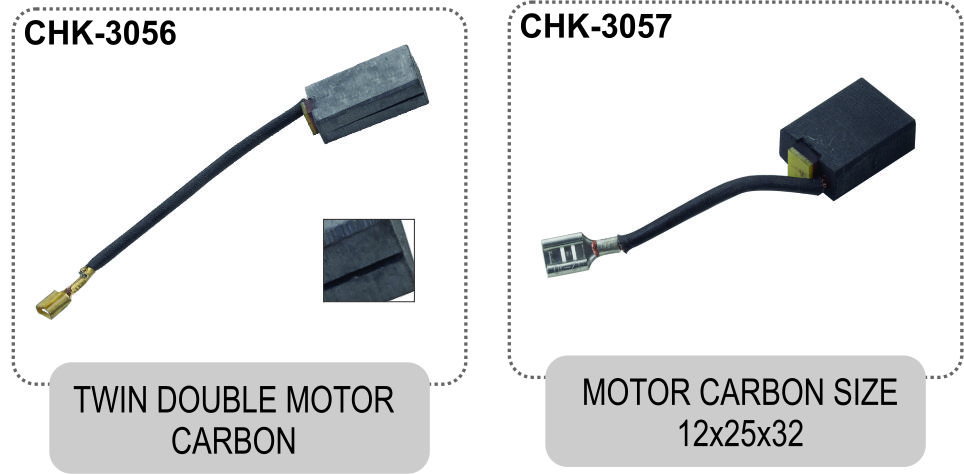 CHK-3056
TWIN DOUBLE MOTOR
CARBON
CHK-3057
MOTOR CARBON SIZE
12x25x32